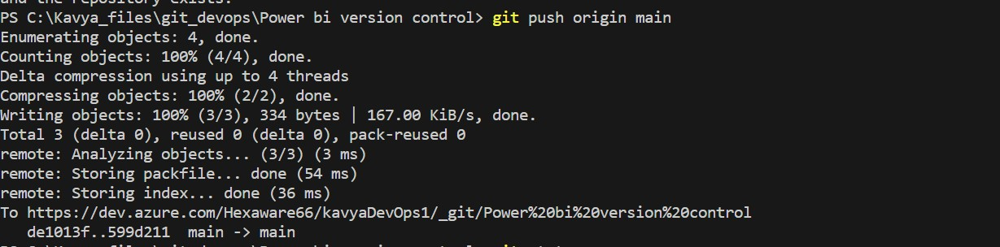 and the repository exists.
PS C:\Kavya_files\git_devops\Power bi version control> git push origin main
Enumerating objects: 4, done.
Counting objects: 100% (4/4), done.
Delta compression using up to 4 threads
Compressing objects: 100% (2/2), done.
Writing objects: 100% (3/3), 334 bytes | 167.00 KiB/s, done.
Total 3 (delta 0), reused 0 (delta 0), pack-reused 0
remote: Analyzing objects... (3/3) (3 ms)
remote: Storing packfile... done (54 ms)
remote: Storing index... done (36 ms)
To https://dev.azure.com/Hexaware66/kavyaDevOps1/_git/Power%20bi%20version%20control
   de1013f..599d211  main -> main